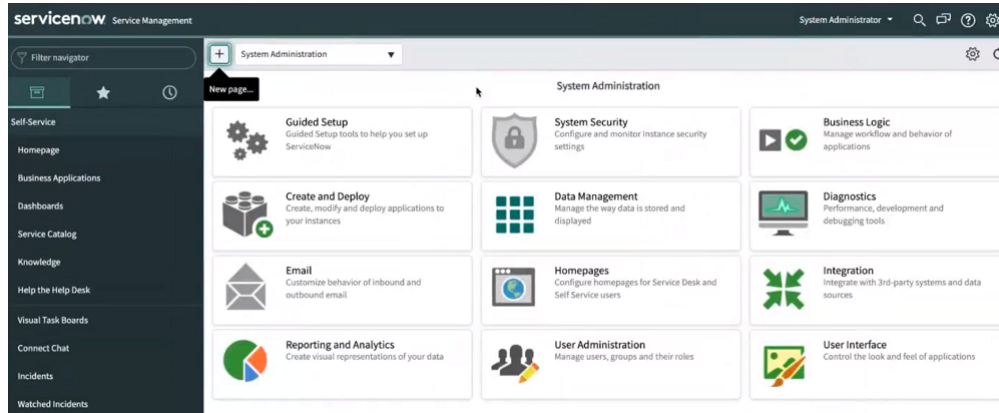 servicenow Service Management
System Administrator
Filter navigator
System Administration
New page...
Self-Service
Homepage
Business Applications
Dashboards
Service Catalog
Knowledge
Help the Help Desk
Visual Task Boards
Connect Chat
Incidents
Watched Incidents
System Administration
Guided Setup
Guided Setup tools to help you set up
ServiceNow
System Security
Configure and monitor instance security
settings
Business Logic
Manage workflow and behavior of
applications
Create and Deploy
Create, modify and deploy applications to
your instances
Data Management
Manage the way data is stored and
displayed
Diagnostics
Performance, development and
debugging tools
Email
Customize behavior of inbound and
outbound email
Homepages
Configure homepages for Service Desk and
Self Service users
Integration
Integrate with 3rd-party systems and data
sources
Reporting and Analytics
Create visual representations of your data
User Administration
Manage users, groups and their roles
User Interface
Control the look and feel of applications